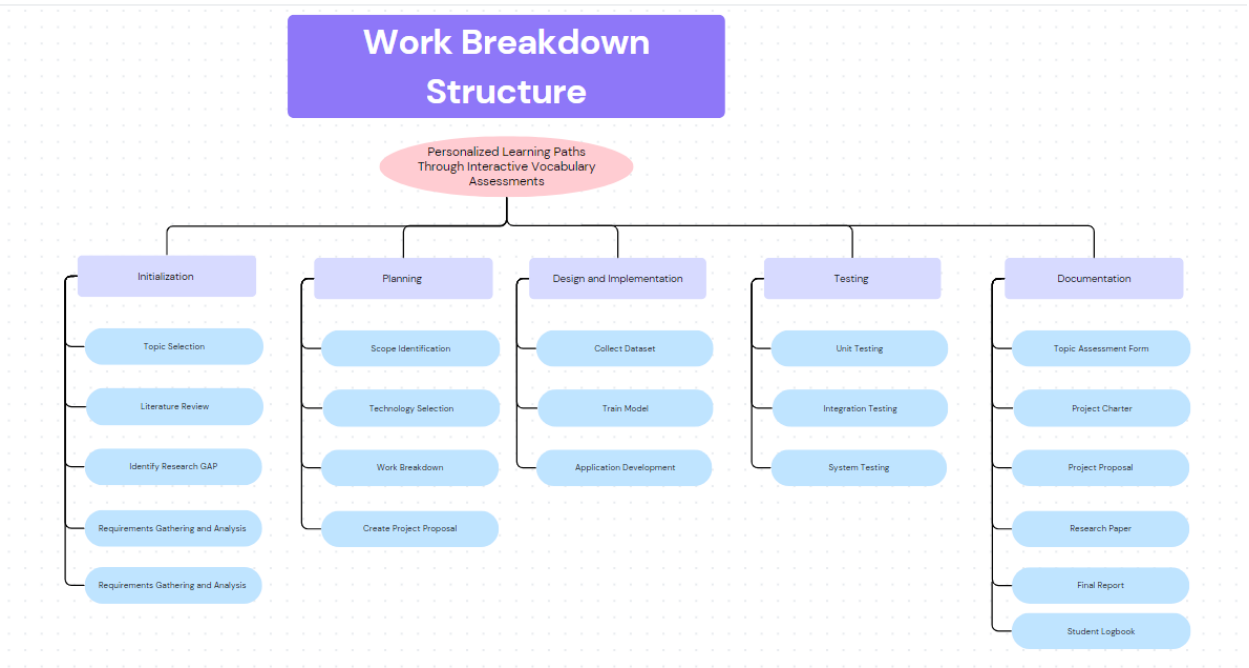 Work Breakdown
Structure
Personalized Learning Paths
Through Interactive Vocabulary
Assessments
Initialization
Topic Selection
Literature Review
Identify Research GAP
Requirements Gathering and Analysis
Requirements Gathering and Analysis
Planning
Scope Identification
Technology Selection
Work Breakdown
Create Project Proposal
Design and Implementation
Collect Dataset
Train Model
Application Development
Testing
Unit Testing
Integration Testing
System Testing
Documentation
Topic Assessment Form
Project Charter
Project Proposal
Research Paper
Final Report
Student Logbook